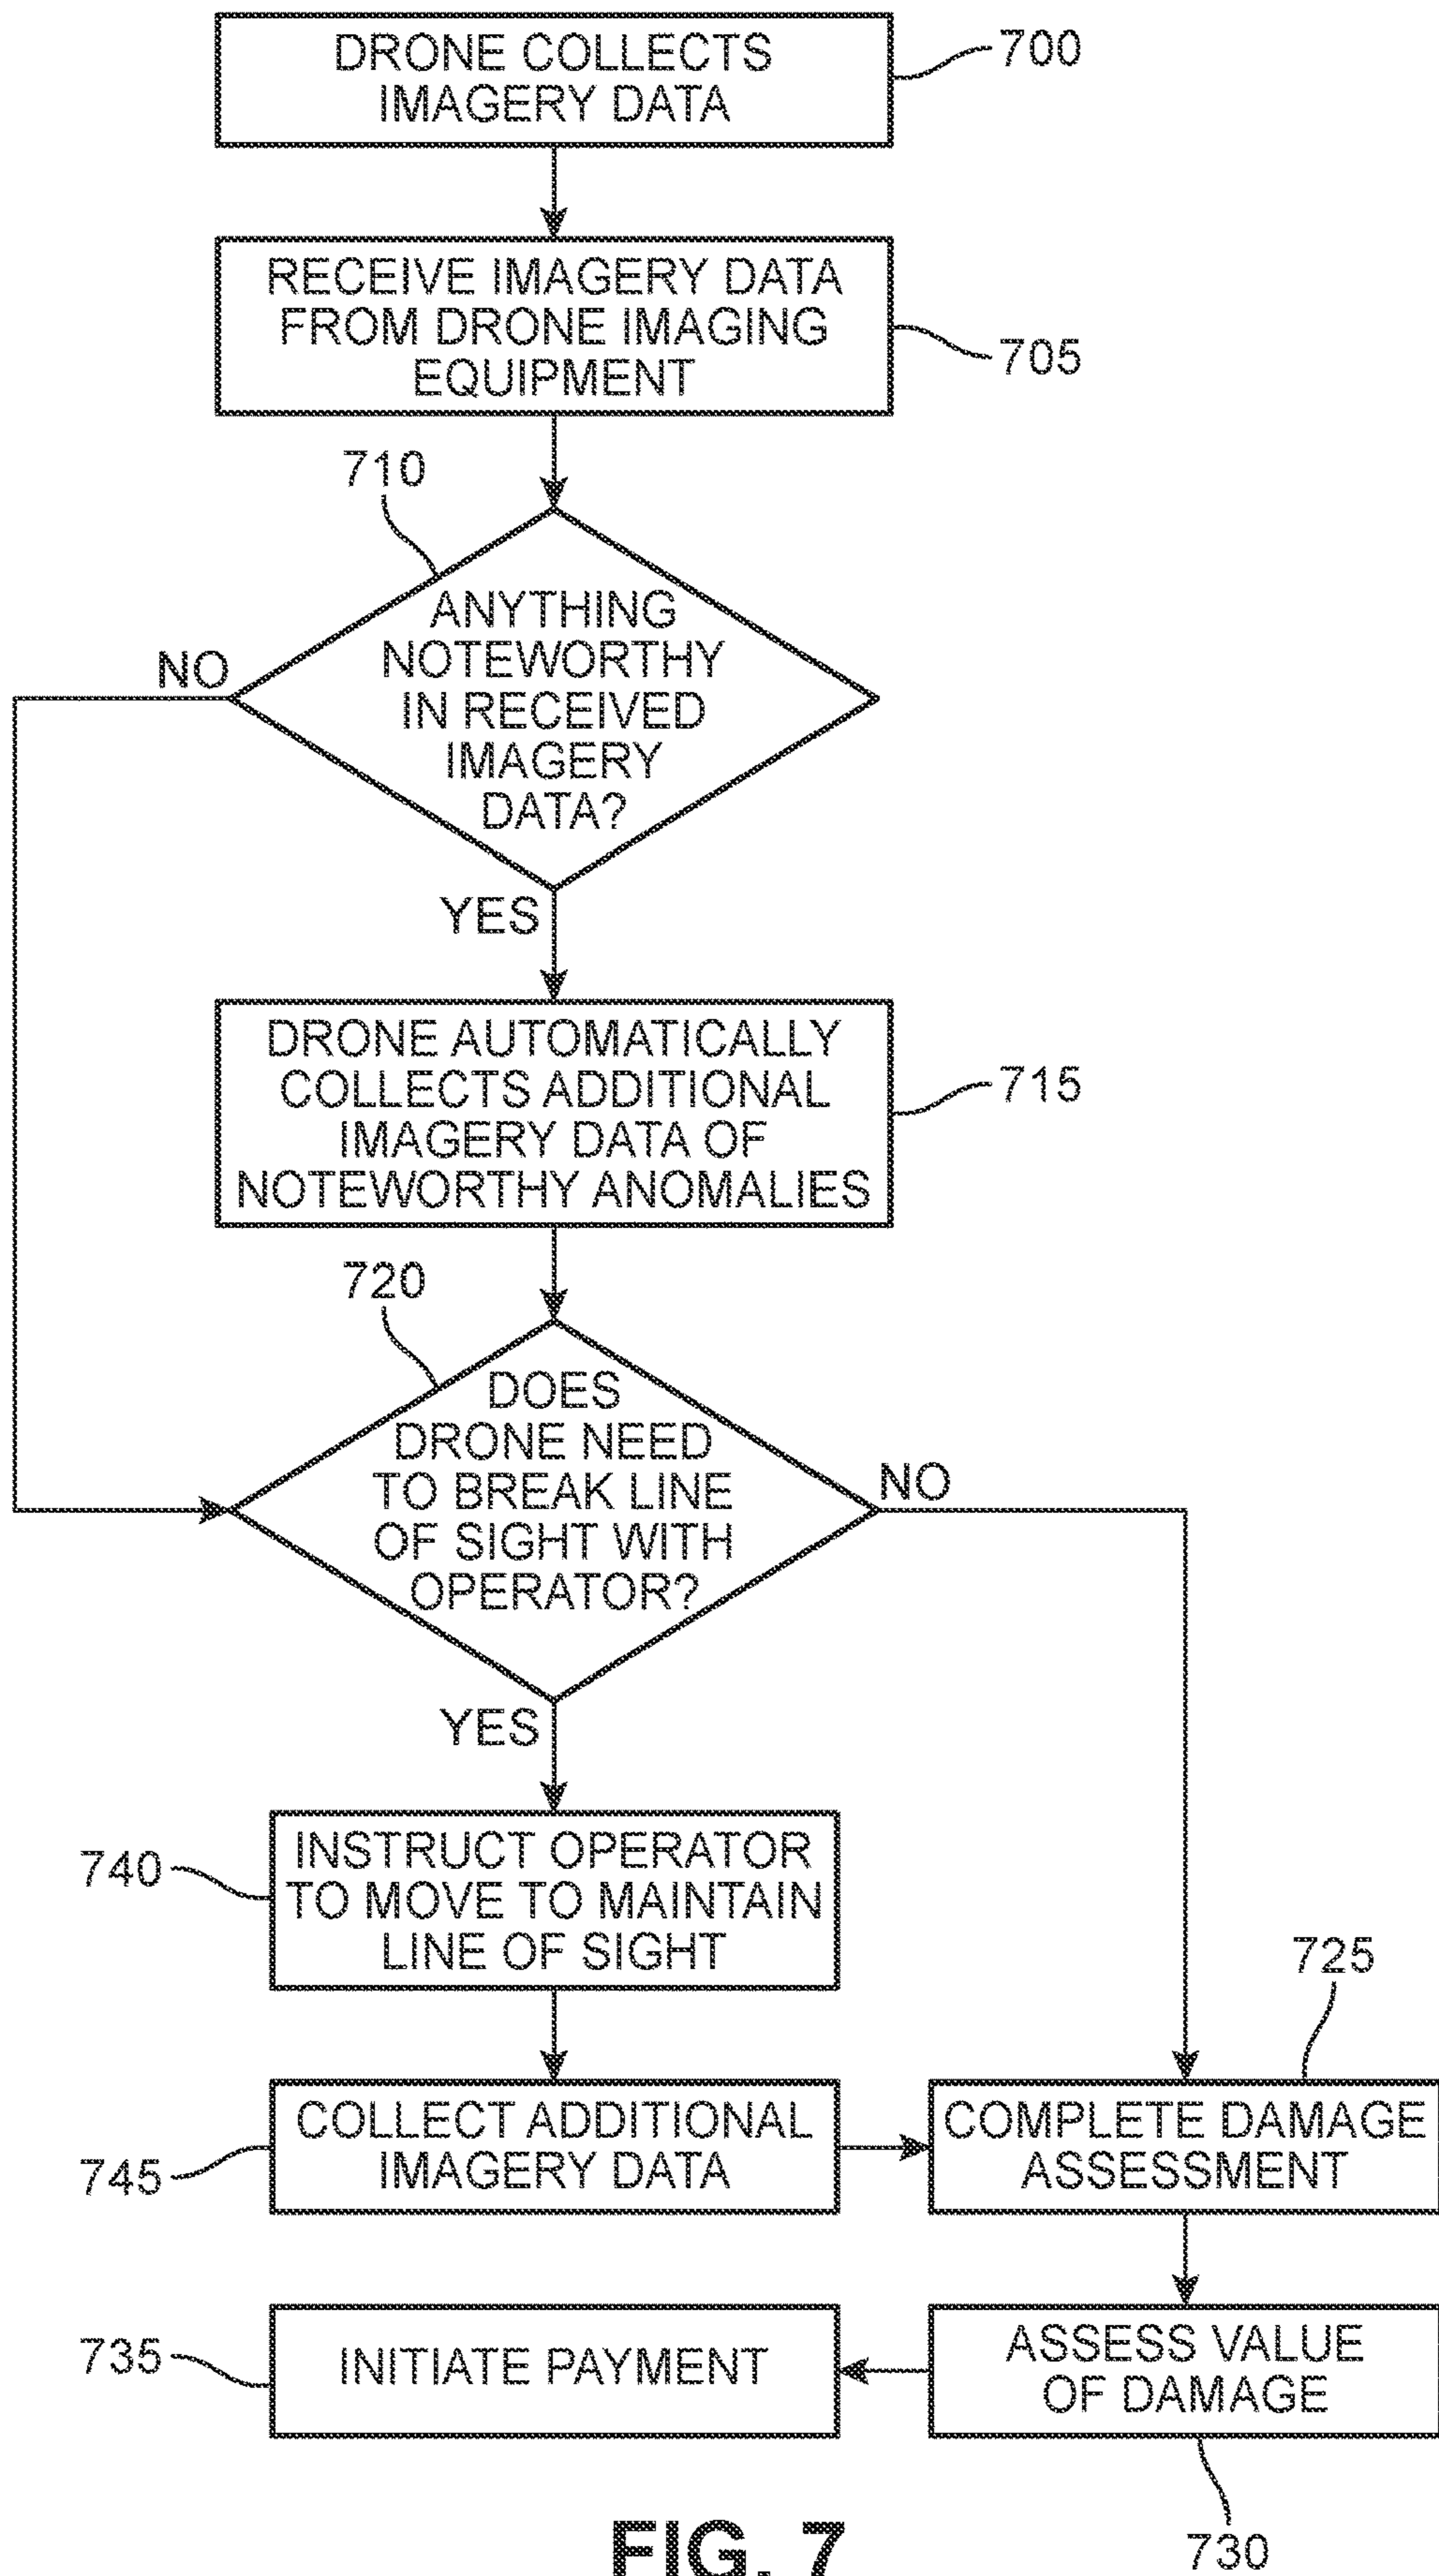 DRONE COLLECTS
IMAGERY DATA
700
RECEIVE IMAGERY DATA
FROM DRONE IMAGING
EQUIPMENT
705
710
ANYTHING
NOTEWORTHY
IN RECEIVED
IMAGERY
DATA?
NO
YES
DRONE AUTOMATICALLY
COLLECTS ADDITIONAL
IMAGERY DATA OF
NOTEWORTHY ANOMALIES
715
720
DOES
DRONE NEED
TO BREAK LINE
OF SIGHT WITH
OPERATOR?
NO
YES
740
INSTRUCT OPERATOR
TO MOVE TO MAINTAIN
LINE OF SIGHT
725
745
COLLECT ADDITIONAL
IMAGERY DATA
COMPLETE DAMAGE
ASSESSMENT
735
INITIATE PAYMENT
ASSESS VALUE
OF DAMAGE
730
FIG. 7